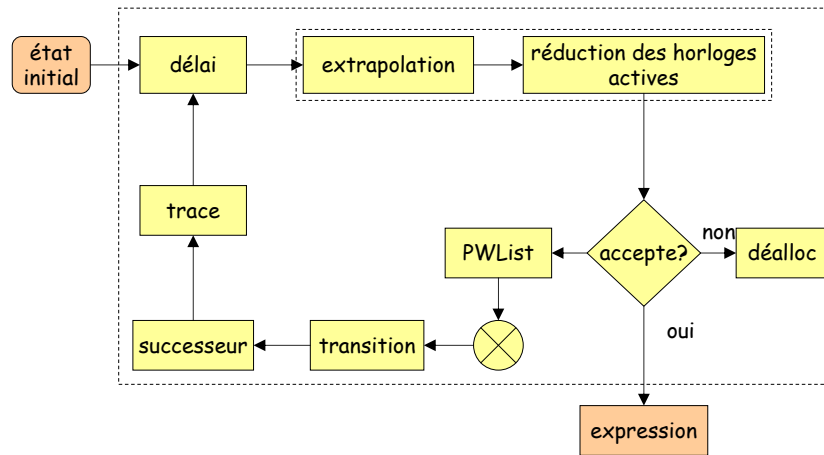 état
initial
délai
extrapolation
réduction des horloges
actives
trace
PWList
accepte?
non
déalloc
successeur
transition
oui
expression